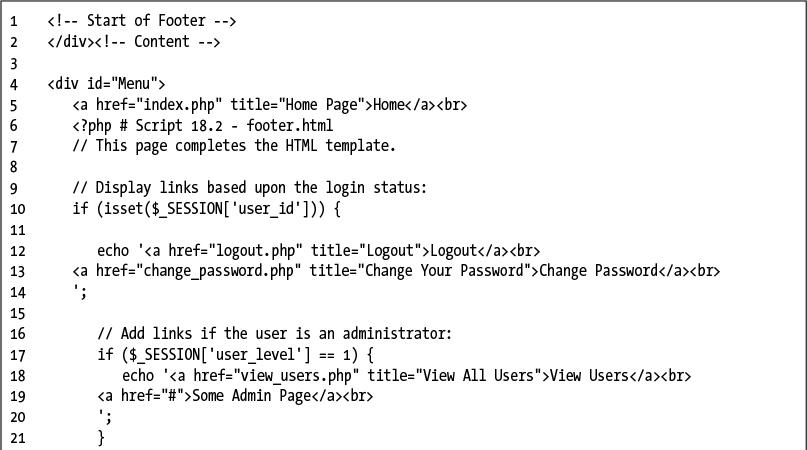 1 <!-- Start of Footer -->
2 </div><!-- Content -->
3
4 <div id="Menu">
5 <a href="index.php" title="Home Page">Home</a><br>
6 <?php # Script 18.2 - footer.html
7 // This page completes the HTML template.
8
9 // Display links based upon the login status:
10 if (isset($_SESSION['user_id'])) {
11
12 echo '<a href="logout.php" title="Logout">Logout</a><br>
13 <a href="change_password.php" title="Change Your Password">Change Password</a><br>
14 ';
15
16 // Add links if the user is an administrator:
17 if ($_SESSION['user_level'] == 1) {
18 echo '<a href="view_users.php" title="View All Users">View Users</a><br>
19 <a href="#">Some Admin Page</a><br>
20 ';
21 }